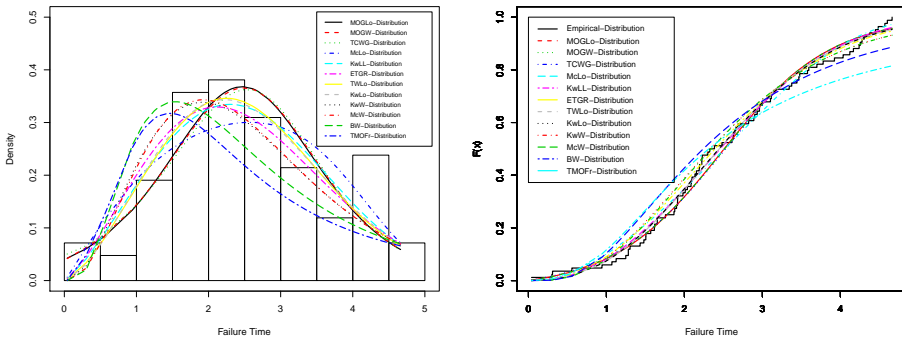 0.0 0.1 0.2 0.3 0.4 0.5
Density
0 1 2 3 4 5
Failure Time
MOGLo−Distribution
MOGW−Distribution
TCWG−Distribution
McLo−Distribution
KwLL−Distribution
ETGR−Distribution
TWLo−Distribution
KwLo−Distribution
KwW−Distribution
McW−Distribution
BW−Distribution
TMOFr−Distribution
0.0 0.2 0.4 0.6 0.8 1.0
F(x)
0 1 2 3 4
Failure Time
Empirical−Distribution
MOGLo−Distribution
MOGW−Distribution
TCWG−Distribution
McLo−Distribution
KwLL−Distribution
ETGR−Distribution
TWLo−Distribution
KwLo−Distribution
KwW−Distribution
McW−Distribution
BW−Distribution
TMOFr−Distribution